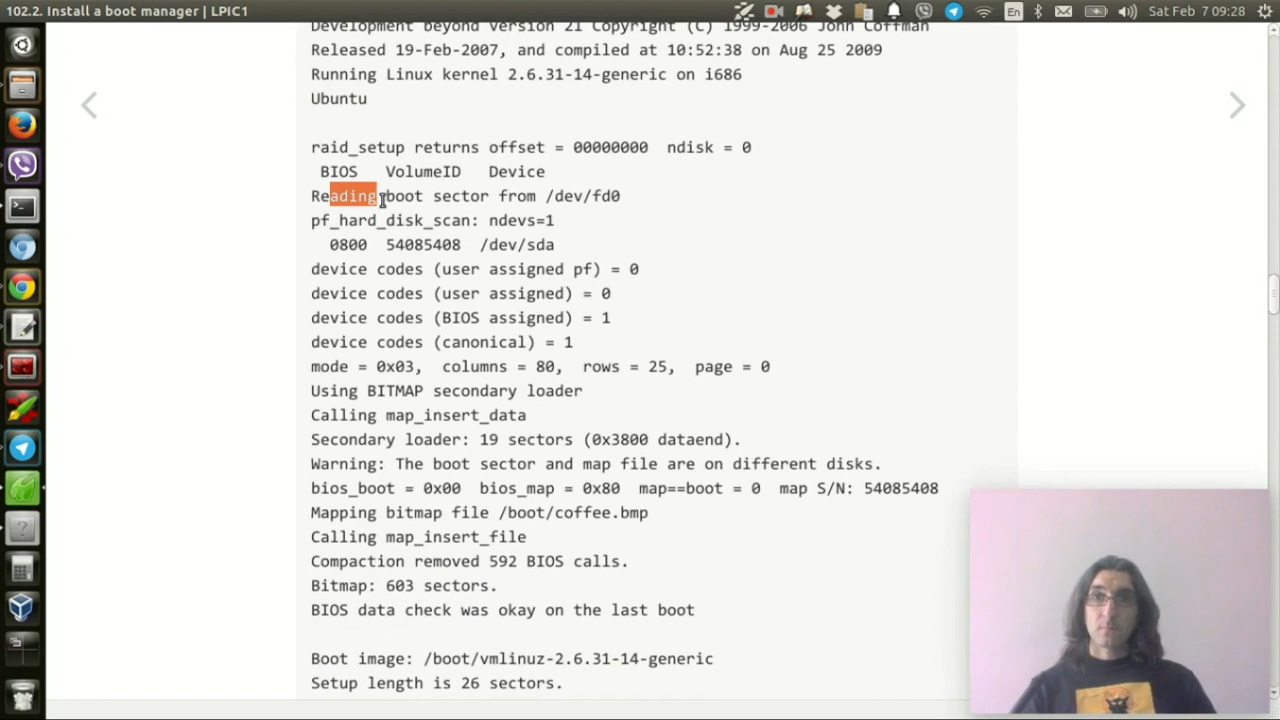 102.2. Install a boot manager | LPIC1
En
Sat Feb 7 09:28
Development beyond version 21 Copyright (C) 1999-2006 John Coffman
Released 19-Feb-2007, and compiled at 10:52:38 on Aug 25 2009
Running Linux kernel 2.6.31-14-generic on i686
Ubuntu
raid_setup returns offset = 00000000  ndisk = 0
BIOS   VolumeID   Device
Reading boot sector from /dev/fd0
pf_hard_disk_scan: ndevs=1
0800  54085408  /dev/sda
device codes (user assigned pf) = 0
device codes (user assigned) = 0
device codes (BIOS assigned) = 1
device codes (canonical) = 1
mode = 0x03,  columns = 80,  rows = 25,  page = 0
Using BITMAP secondary loader
Calling map_insert_data
Secondary loader: 19 sectors (0x3800 dataend).
Warning: The boot sector and map file are on different disks.
bios_boot = 0x00  bios_map = 0x80  map==boot = 0  map S/N: 54085408
Mapping bitmap file /boot/coffee.bmp
Calling map_insert_file
Compaction removed 592 BIOS calls.
Bitmap: 603 sectors.
BIOS data check was okay on the last boot
Boot image: /boot/vmlinuz-2.6.31-14-generic
Setup length is 26 sectors.